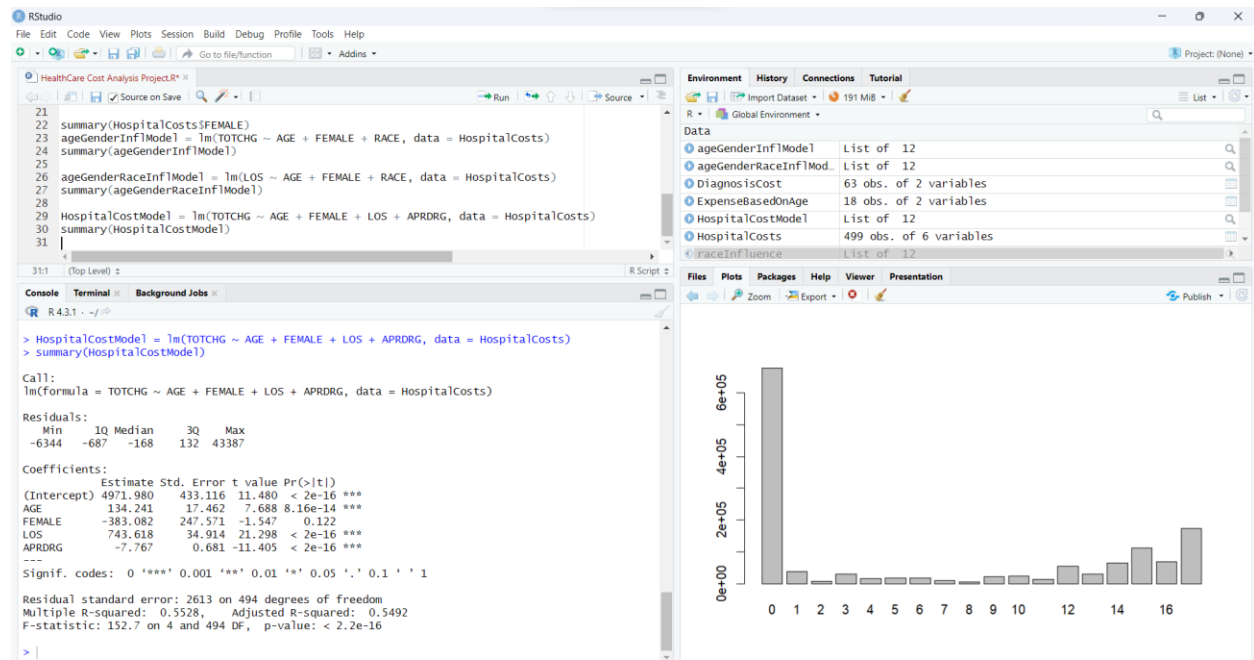 RStudio
File Edit Code View Plots Session Build Debug Profile Tools Help
Go to file/function Addins Project: (None)
HealthCare Cost Analysis Project.R*
Source on Save Run Source
21
22 summary(HospitalCosts$FEMALE)
23 ageGenderInflModel = lm(TOTCHG ~ AGE + FEMALE + RACE, data = HospitalCosts)
24 summary(ageGenderInflModel)
25
26 ageGenderRaceInflModel = lm(LOS ~ AGE + FEMALE + RACE, data = HospitalCosts)
27 summary(ageGenderRaceInflModel)
28
29 HospitalCostModel = lm(TOTCHG ~ AGE + FEMALE + LOS + APRDRG, data = HospitalCosts)
30 summary(HospitalCostModel)
31
31:1 (Top Level) R Script
Console Terminal Background Jobs
R 4.3.1 · ~/
> HospitalCostModel = lm(TOTCHG ~ AGE + FEMALE + LOS + APRDRG, data = HospitalCosts)
> summary(HospitalCostModel)
Call:
lm(formula = TOTCHG ~ AGE + FEMALE + LOS + APRDRG, data = HospitalCosts)
Residuals:
Min 1Q Median 3Q Max
-6344 -687 -168 132 43387
Coefficients:
Estimate Std. Error t value Pr(>|t|)
(Intercept) 4971.980 433.116 11.480 < 2e-16 ***
AGE 134.241 17.462 7.688 8.16e-14 ***
FEMALE -383.082 247.571 -1.547 0.122
LOS 743.618 34.914 21.298 < 2e-16 ***
APRDRG -7.767 0.681 -11.405 < 2e-16 ***
---
Signif. codes: 0 ‘***’ 0.001 ‘**’ 0.01 ‘*’ 0.05 ‘.’ 0.1 ‘ ’ 1
Residual standard error: 2613 on 494 degrees of freedom
Multiple R-squared: 0.5528, Adjusted R-squared: 0.5492
F-statistic: 152.7 on 4 and 494 DF, p-value: < 2.2e-16
>
Environment History Connections Tutorial
Import Dataset 191 MiB List
R Global Environment
Data
ageGenderInflModel List of 12
ageGenderRaceInflMod… List of 12
DiagnosisCost 63 obs. of 2 variables
ExpenseBasedOnAge 18 obs. of 2 variables
HospitalCostModel List of 12
HospitalCosts 499 obs. of 6 variables
raceInfluence List of 12
Files Plots Packages Help Viewer Presentation
Zoom Export Publish
6e+05
4e+05
2e+05
0e+00
0 1 2 3 4 5 6 7 8 9 10 12 14 16